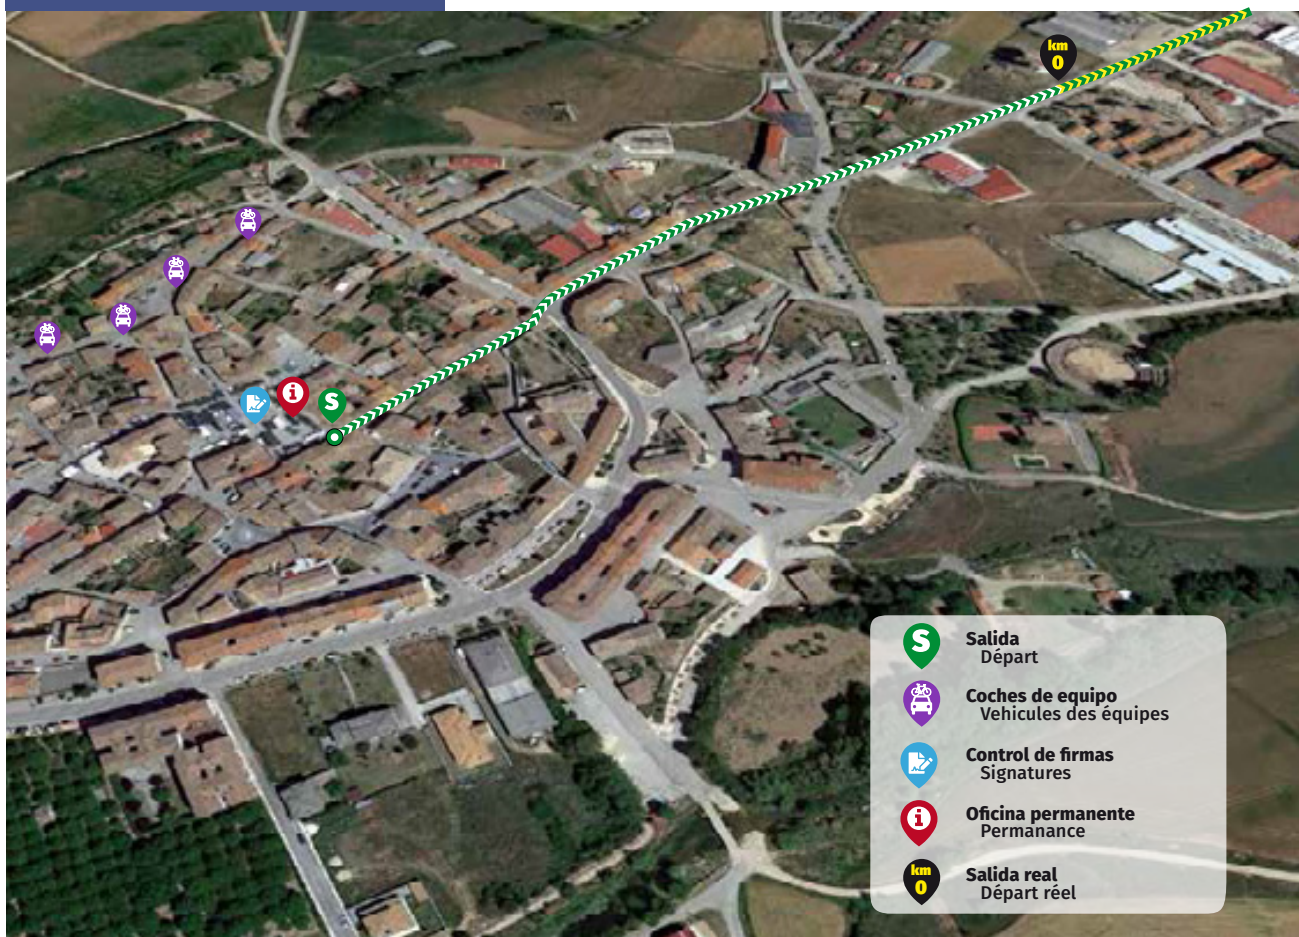 km
0
i
S
S
Salida
Départ
Coches de equipo
Vehicules des équipes
Control de firmas
Signatures
i
Oficina permanente
Permanance
km
0
Salida real
Départ réel